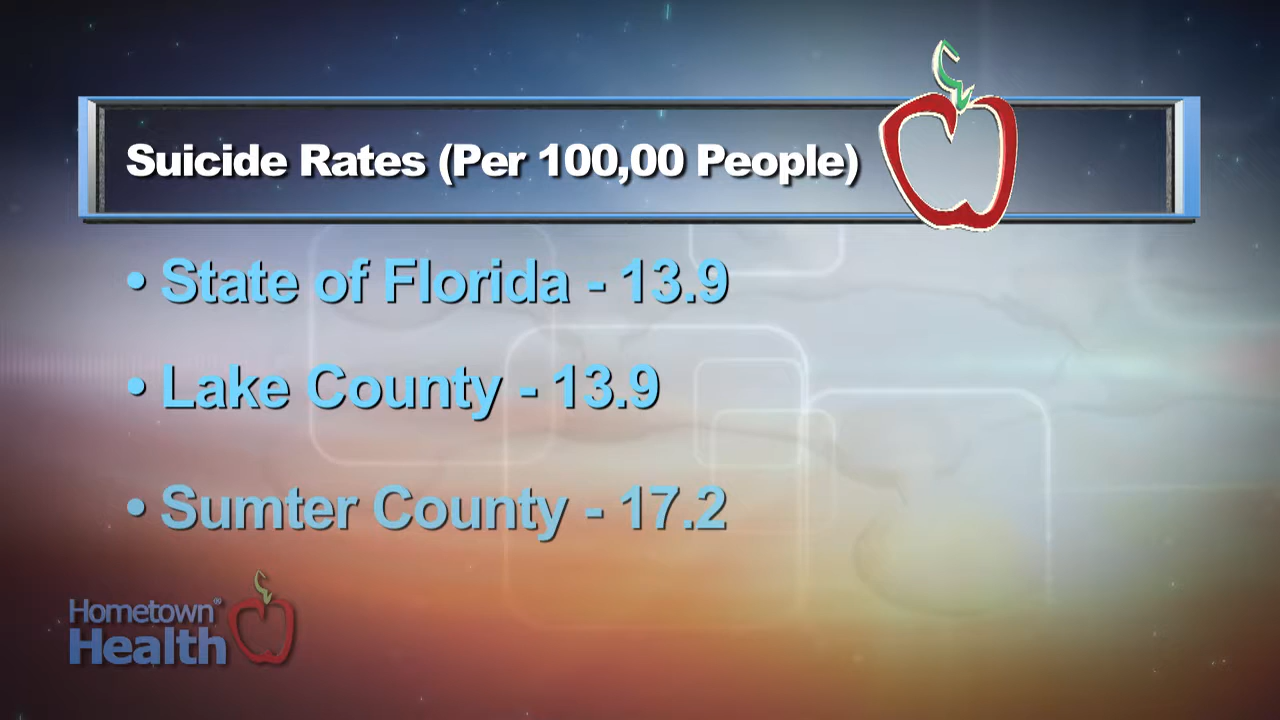 Suicide Rates (Per 100,00 People)
• State of Florida - 13.9
• Lake County - 13.9
• Sumter County - 17.2
Hometown®
Health